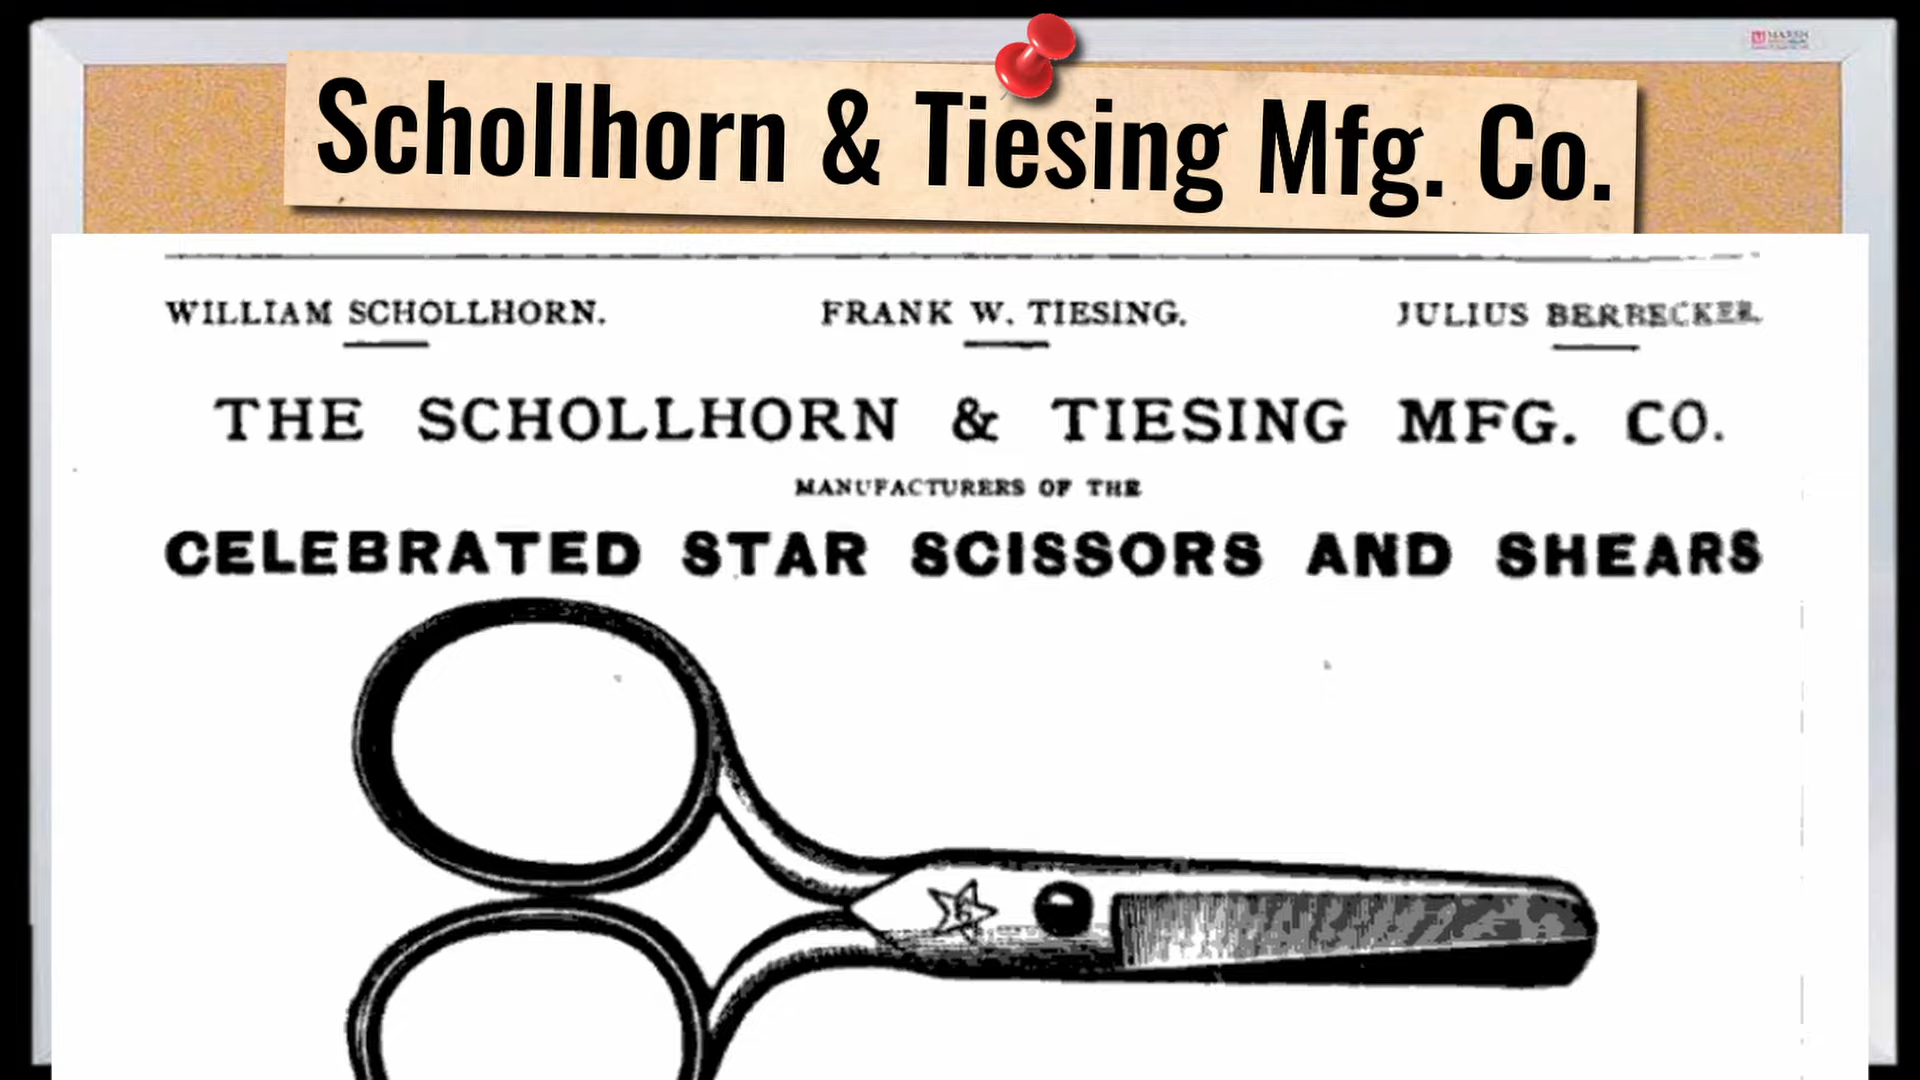 Schollhorn & Tiesing Mfg. Co.
WILLIAM SCHOLLHORN. FRANK W. TIESING. JULIUS BERBECKER.
THE SCHOLLHORN & TIESING MFG. CO.
MANUFACTURERS OF THE
CELEBRATED STAR SCISSORS AND SHEARS